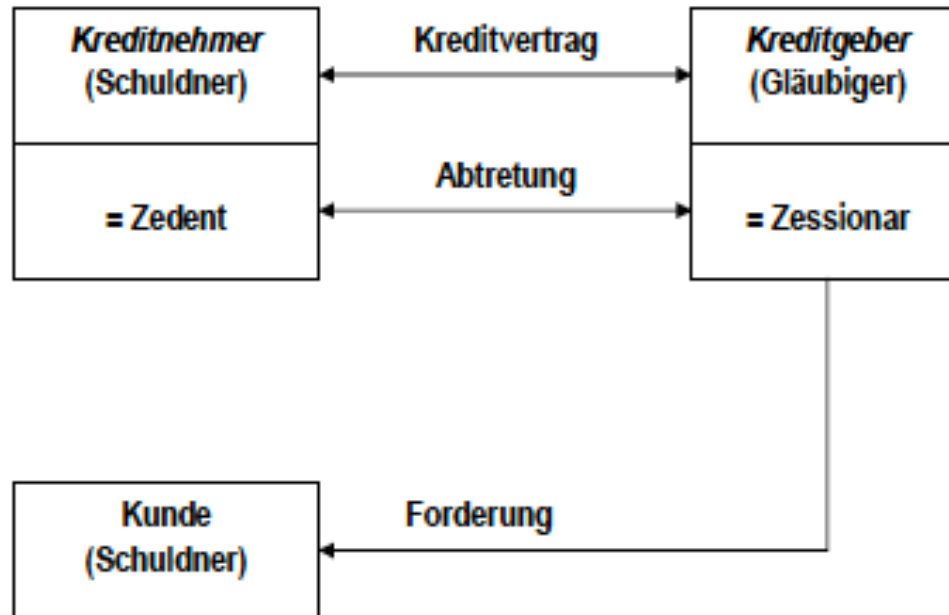 Kreditnehmer
(Schuldner)
Kreditvertrag
Kreditgeber
(Gläubiger)
= Zedent
Abtretung
= Zessionar
Kunde
(Schuldner)
Forderung